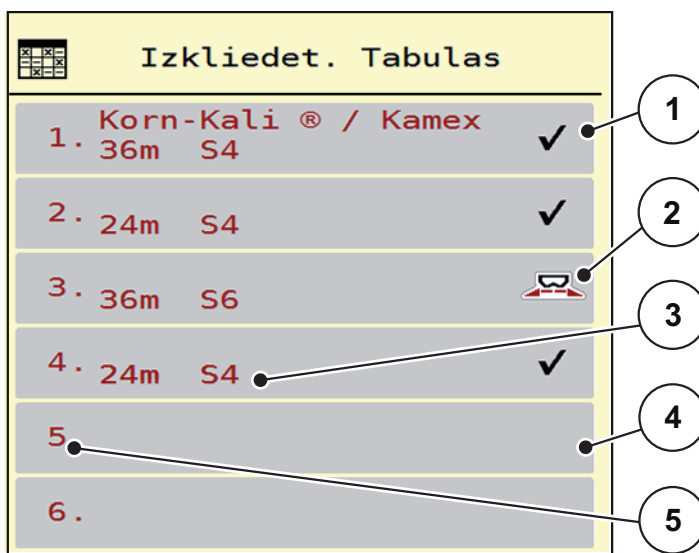 Izkliedet. Tabulas
1. Korn-Kali ® / Kamex
36m S4 ✓
2. 24m S4 ✓
3. 36m S6
4. 24m S4 ✓
5.
6.
1
2
3
4
5